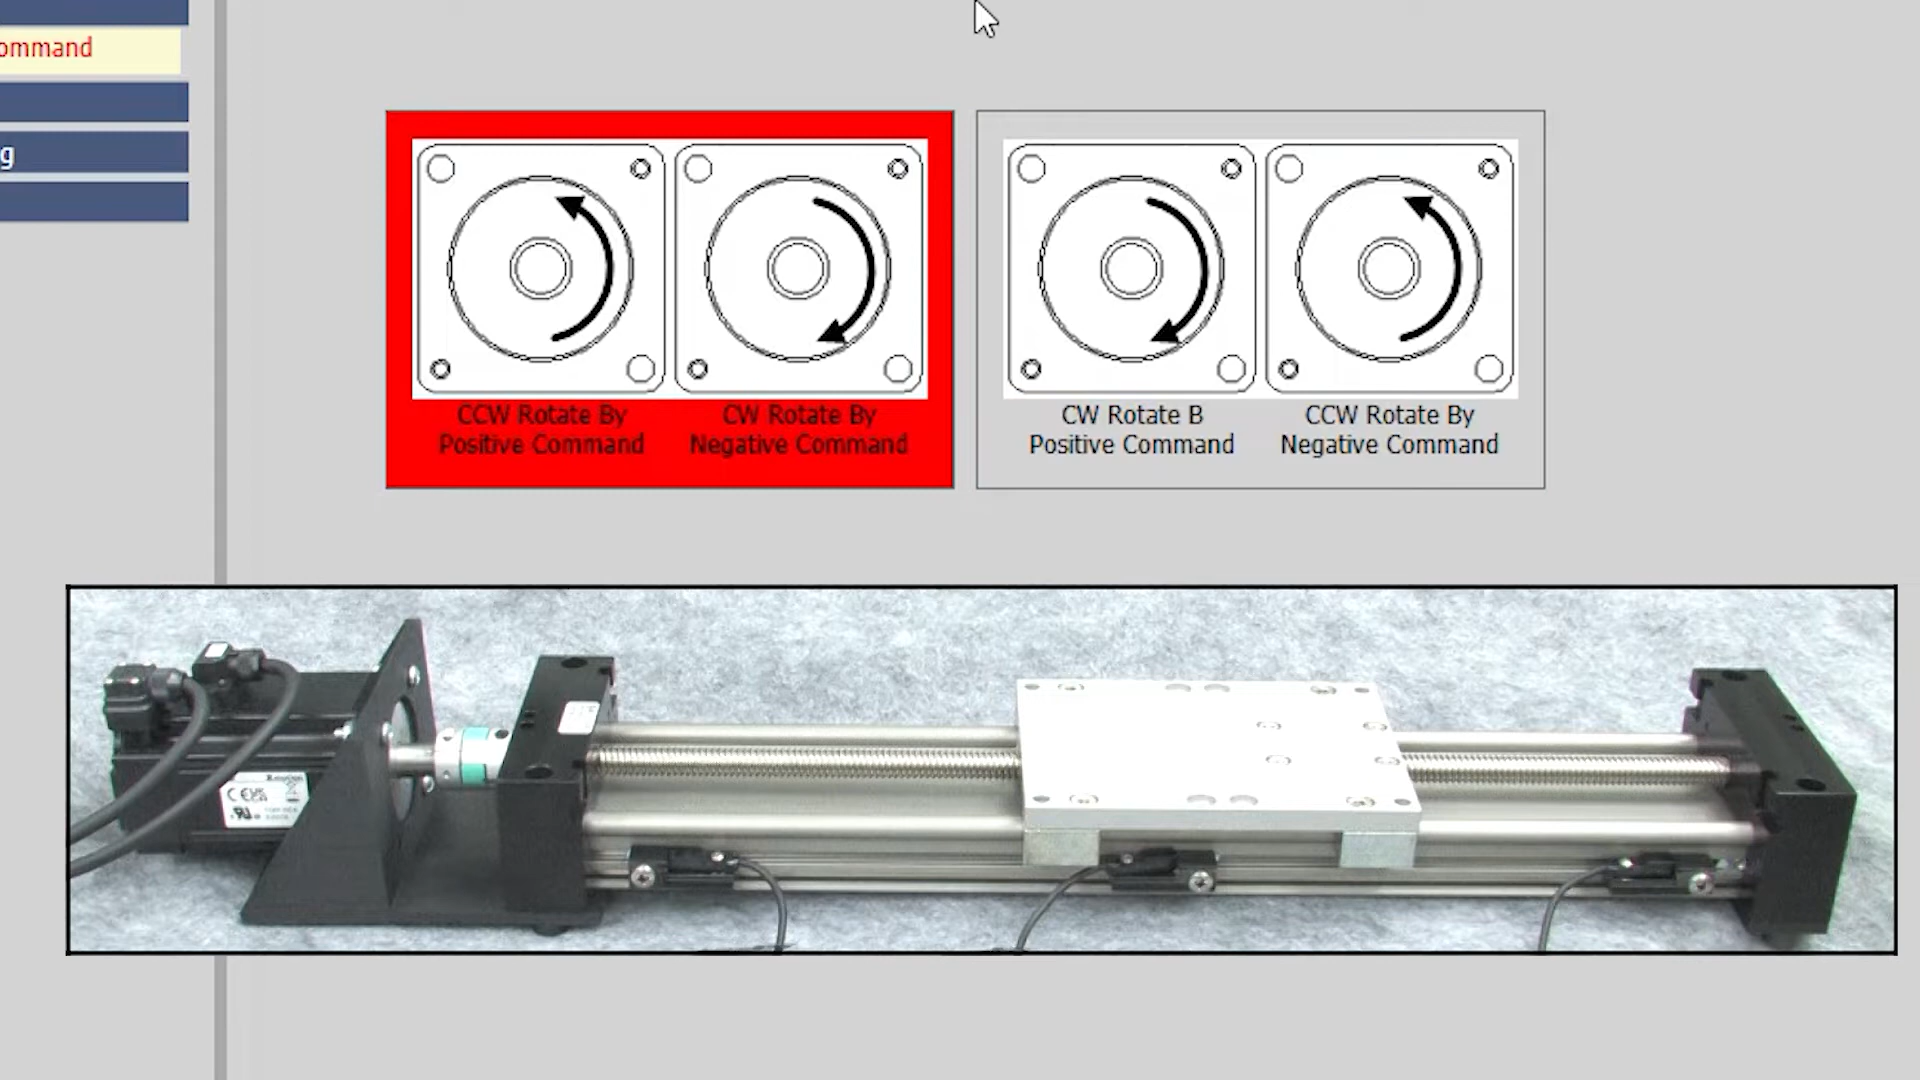 ommand
g
CCW Rotate By
Positive Command
CW Rotate By
Negative Command
CW Rotate B
Positive Command
CCW Rotate By
Negative Command
CE